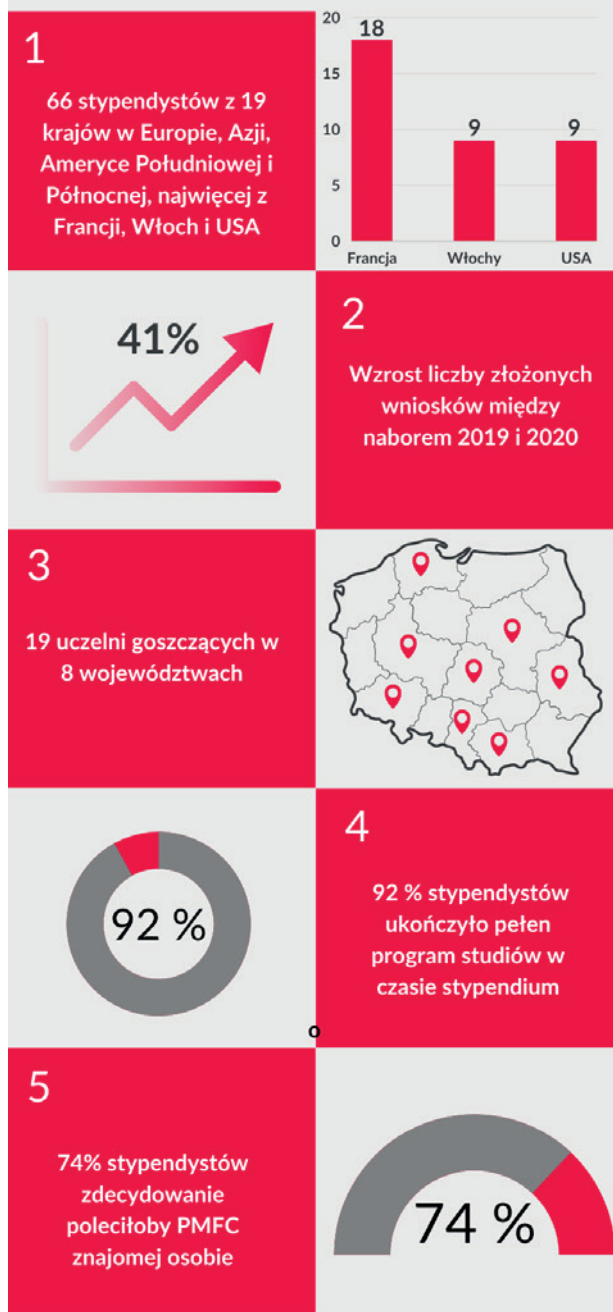 1
66 stypendystów z 19
krajów w Europie, Azji,
Ameryce Południowej i
Północnej, najwięcej z
Francji, Włoch i USA
20
15
10
5
0
18
9
9
Francja
Włochy
USA
41%
2
Wzrost liczby złożonych
wniosków między
naborem 2019 i 2020
3
19 uczelni goszczących w
8 województwach
92 %
4
92 % stypendystów
ukończyło pełen
program studiów w
czasie stypendium
o
5
74% stypendystów
zdecydowanie
poleciłoby PMFC
znajomej osobie
74 %